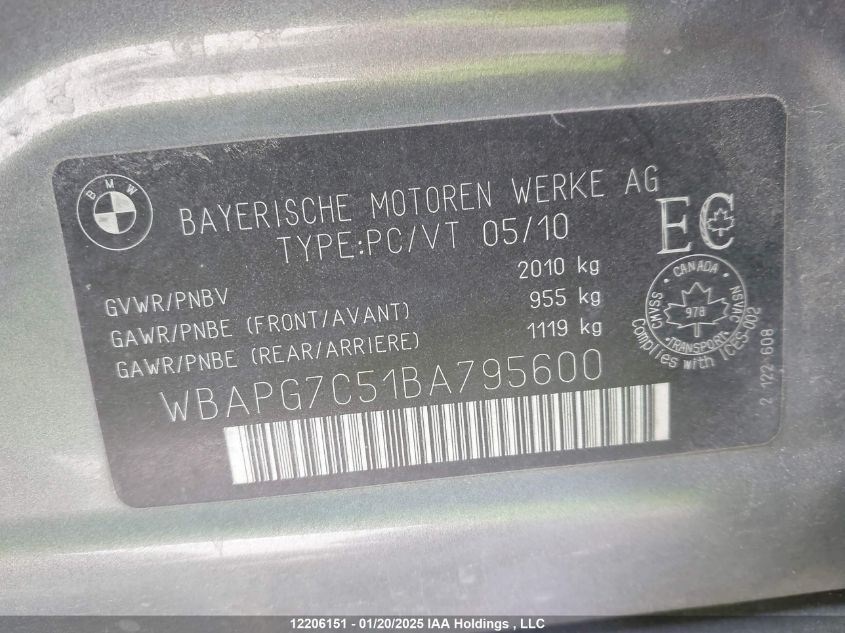 BMW
BAYERISCHE MOTOREN WERKE AG
TYPE:PC/VT 05/10
EC
GVWR/PNBV 2010 kg
GAWR/PNBE (FRONT/AVANT) 955 kg
GAWR/PNBE (REAR/ARRIERE) 1119 kg
CANADA
CMVSS 978 NSVAC
TRANSPORT
Complies with ICES-002
2 122 608
WBAPG7C51BA795600
12206151 - 01/20/2025 IAA Holdings , LLC